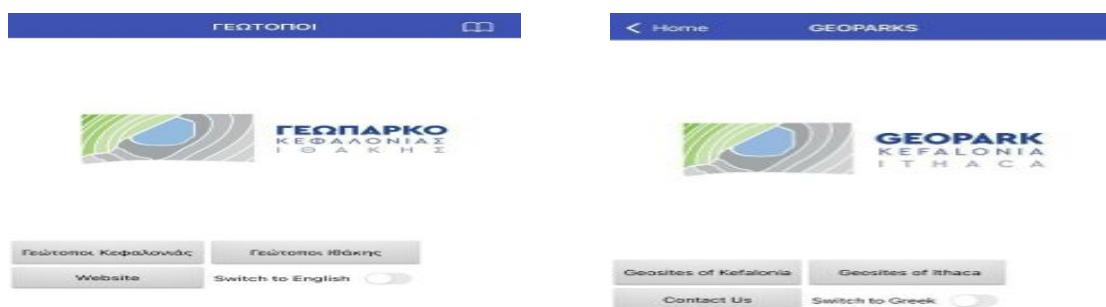 ΓΕΩΤΟΠΟΙ
ΓΕΩΠΑΡΚΟ
ΚΕΦΑΛΟΝΙΑΣ
ΙΘΑΚΗΣ
Γεώτοποι Κεφαλονιάς
Γεώτοποι Ιθάκης
Website
Switch to English
Home
GEOPARKS
GEOPARK
KEFALONIA
ITHACA
Geosites of Kefalonia
Geosites of Ithaca
Contact Us
Switch to Greek